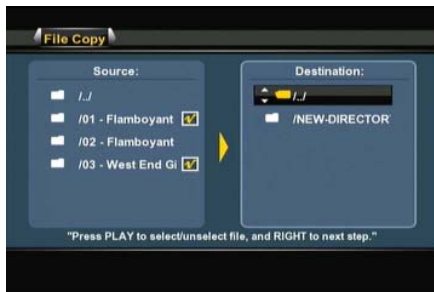 File Copy
Source:
/../
/01 - Flamboyant
/02 - Flamboyant
/03 - West End Gi
Destination:
/../
/NEW-DIRECTOR
"Press PLAY to select/unselect file, and RIGHT to next step."